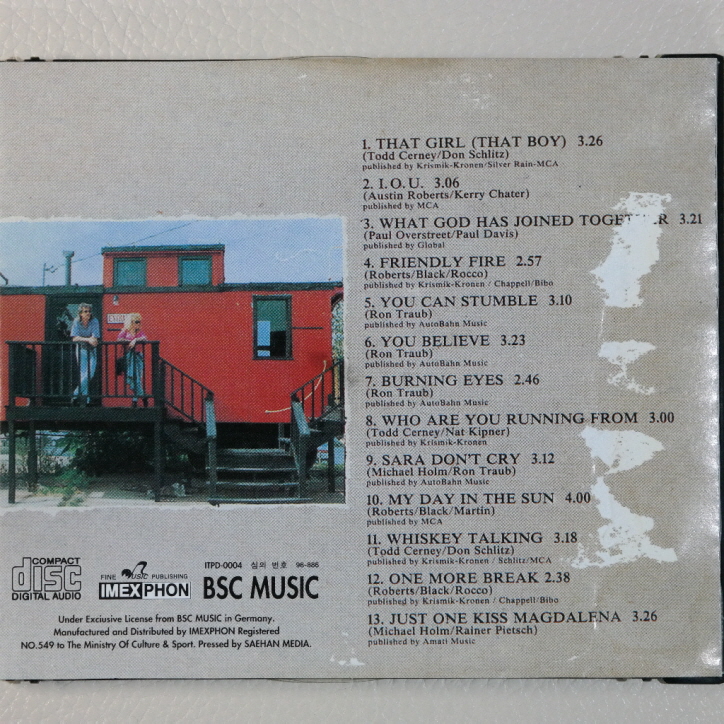 1. THAT GIRL (THAT BOY) 3.26
(Todd Cerney/Don Schlitz)
published by Krismik-Kronen/Silver Rain-MCA
2. I.O.U. 3.06
(Austin Roberts/Kerry Chater)
published by MCA
3. WHAT GOD HAS JOINED TOGETHER 3.21
(Paul Overstreet/Paul Davis)
published by Global
4. FRIENDLY FIRE 2.57
(Roberts/Black/Rocco)
published by Krismik-Kronen / Chappell/Bibo
5. YOU CAN STUMBLE 3.10
(Ron Traub)
published by AutoBahn Music
6. YOU BELIEVE 3.23
(Ron Traub)
published by AutoBahn Music
7. BURNING EYES 2.46
(Ron Traub)
published by AutoBahn Music
8. WHO ARE YOU RUNNING FROM 3.00
(Todd Cerney/Nat Kipner)
published by Krismik-Kronen
9. SARA DON'T CRY 3.12
(Michael Holm/Ron Traub)
published by AutoBahn Music
10. MY DAY IN THE SUN 4.00
(Roberts/Black/Martin)
published by MCA
11. WHISKEY TALKING 3.18
(Todd Cerney/Don Schlitz)
published by Krismik-Kronen / Schlitz/MCA
12. ONE MORE BREAK 2.38
(Roberts/Black/Rocco)
published by Krismik-Kronen / Chappell/Bibo
13. JUST ONE KISS MAGDALENA 3.26
(Michael Holm/Rainer Pietsch)
published by Amati Music
COMPACT
disc
DIGITAL AUDIO
FINE MUSIC PUBLISHING
IMEXPHON
ITPD-0004 심의 번호 96-886
BSC MUSIC
Under Exclusive License from BSC MUSIC in Germany.
Manufactured and Distributed by IMEXPHON Registered
NO.549 to The Ministry Of Culture & Sport. Pressed by SAEHAN MEDIA.